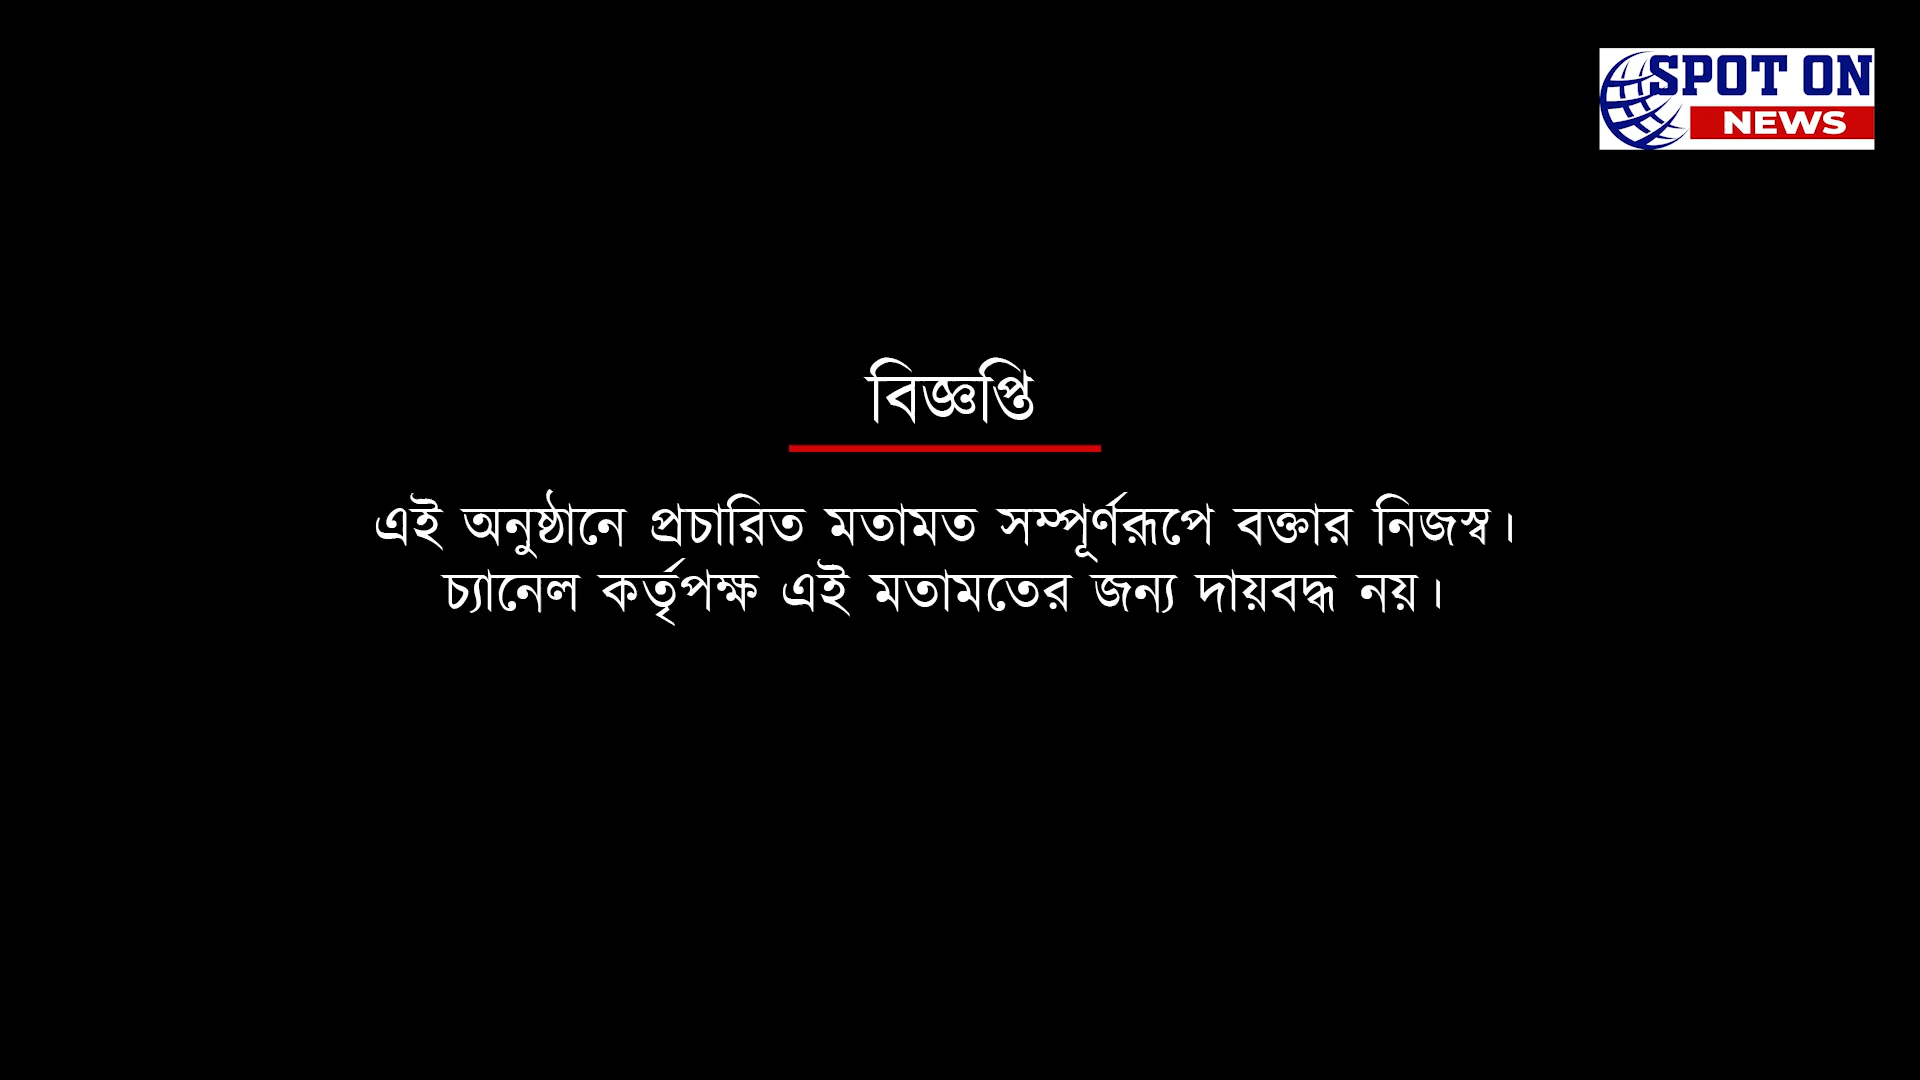 SPOT ON
NEWS
বিজ্ঞপ্তি
এই অনুষ্ঠানে প্রচারিত মতামত সম্পূর্ণরূপে বক্তার নিজস্ব।
চ্যানেল কর্তৃপক্ষ এই মতামতের জন্য দায়বদ্ধ নয়।